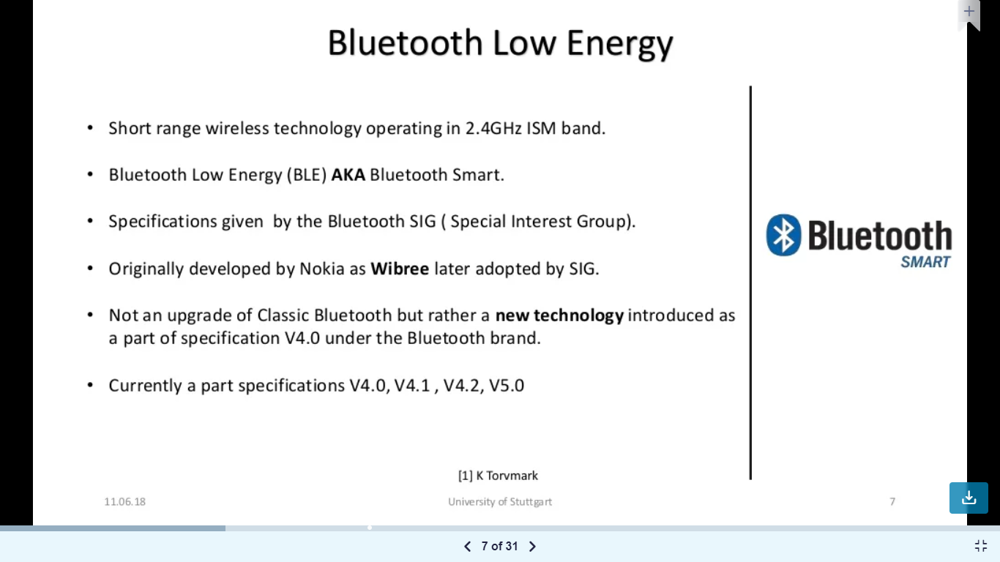 Bluetooth Low Energy
• Short range wireless technology operating in 2.4GHz ISM band.
• Bluetooth Low Energy (BLE) AKA Bluetooth Smart.
• Specifications given  by the Bluetooth SIG ( Special Interest Group).
• Originally developed by Nokia as Wibree later adopted by SIG.
• Not an upgrade of Classic Bluetooth but rather a new technology introduced as
a part of specification V4.0 under the Bluetooth brand.
• Currently a part specifications V4.0, V4.1 , V4.2, V5.0
Bluetooth
SMART
[1] K Torvmark
11.06.18 University of Stuttgart 7
7 of 31